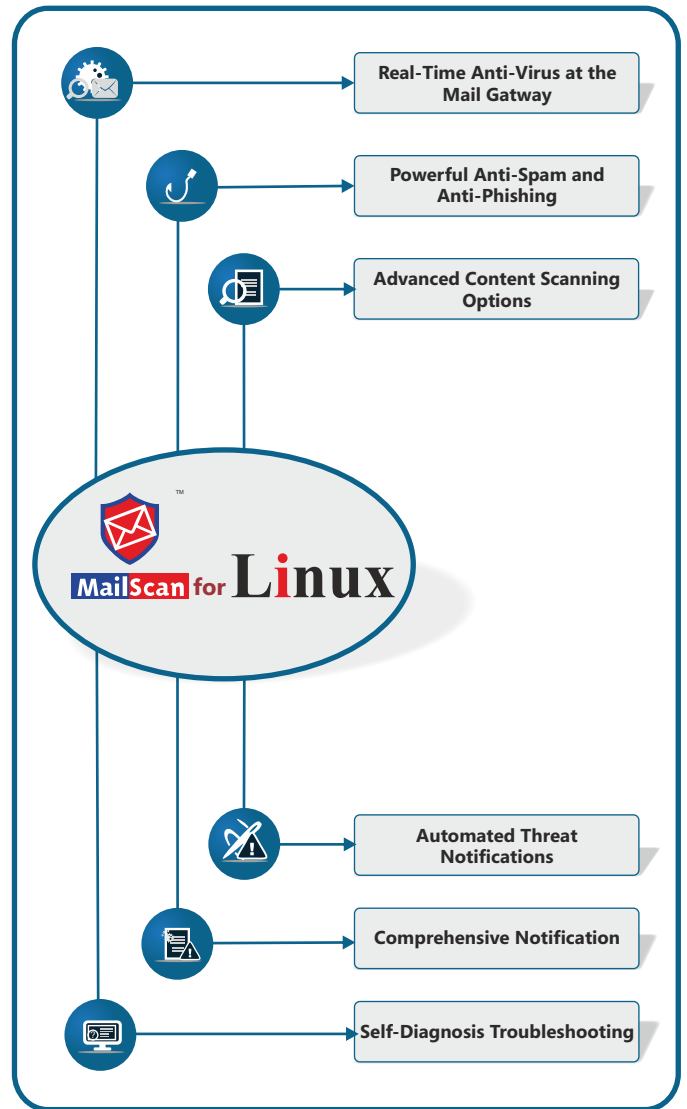 Real-Time Anti-Virus at the
Mail Gatway
Powerful Anti-Spam and
Anti-Phishing
Advanced Content Scanning
Options
TM
MailScan for Linux
Automated Threat
Notifications
Comprehensive Notification
Self-Diagnosis Troubleshooting